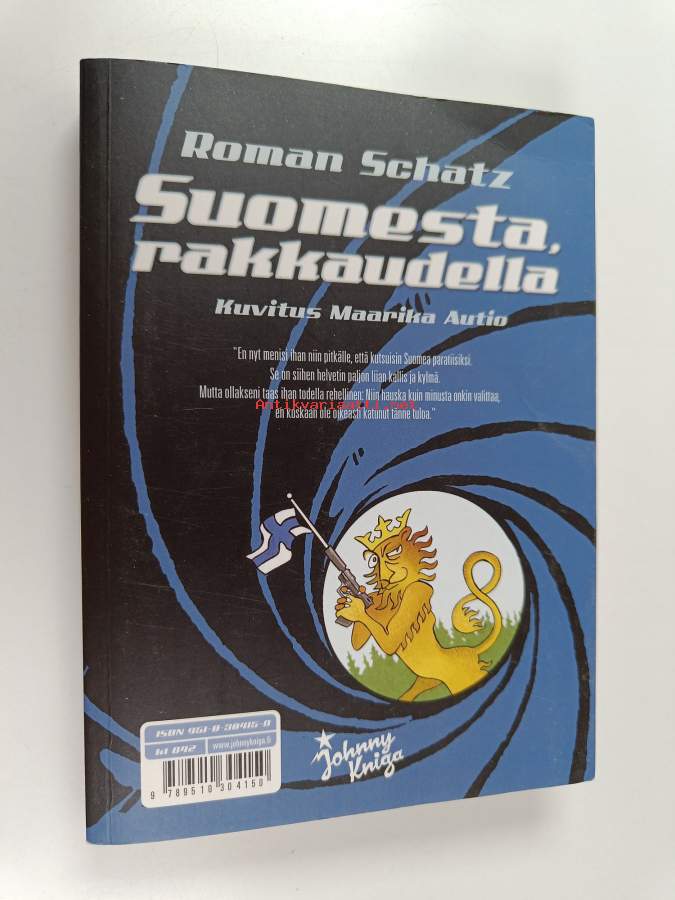 Roman Schatz
Suomesta,
rakkaudella
Kuvitus Maarika Autio
"En nyt menisi ihan niin pitkälle, että kutsuisin Suomea paratiisiksi.
Se on siihen helvetin paljon liian kallis ja kylmä.
Mutta ollakseni taas ihan todella rehellinen: Niin hauska kuin minusta onkin valittaa,
en koskaan ole oikeasti katunut tänne tuloa."
Antikvariaatti.net
ISBN 951-0-30415-0
kl 84.2
www.johnnykniga.fi
9 789510 304150
Johnny
Kniga